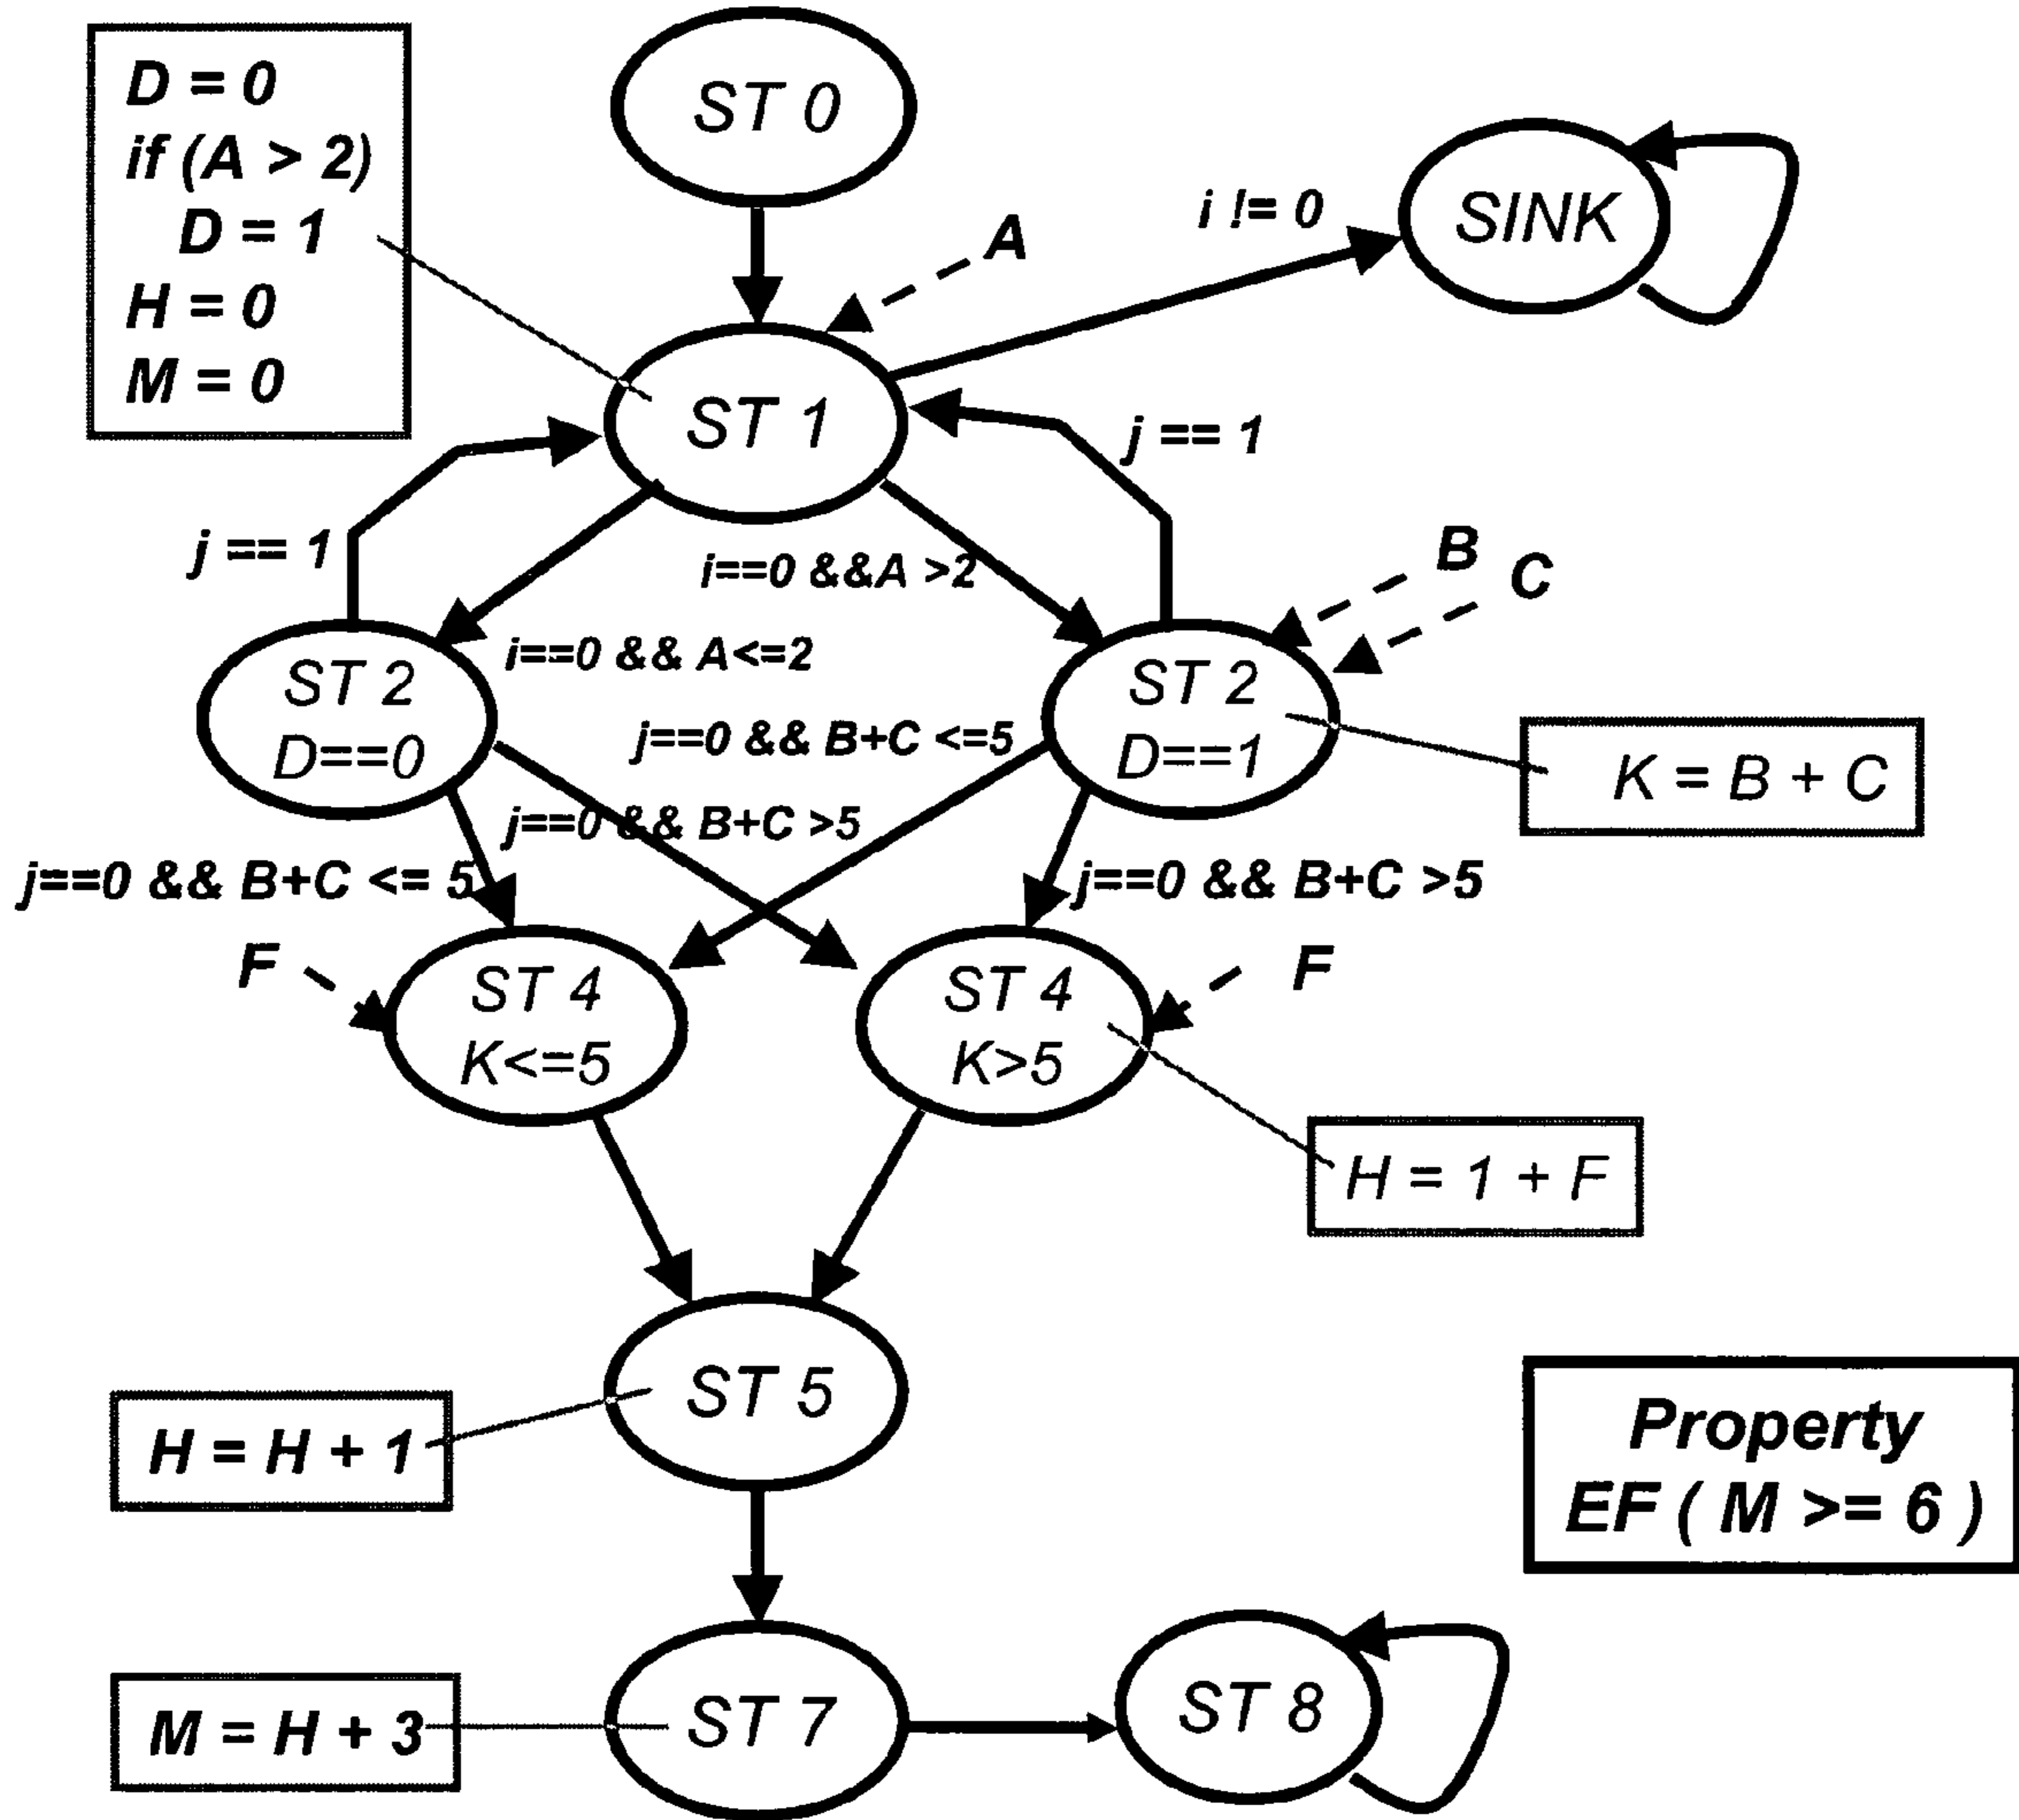 D = 0
if (A > 2)
D = 1
H = 0
M = 0
ST 0
SINK
i != 0
A
ST 1
j == 1
j == 1
i==0 &&A >2
B
C
i==0 && A<=2
ST 2
D==0
ST 2
D==1
j==0 && B+C <=5
K = B + C
j==0 && B+C >5
j==0 && B+C <= 5
j==0 && B+C >5
F
ST 4
K<=5
ST 4
K>5
F
H = 1 + F
ST 5
H = H + 1
Property
EF ( M >= 6 )
M = H + 3
ST 7
ST 8